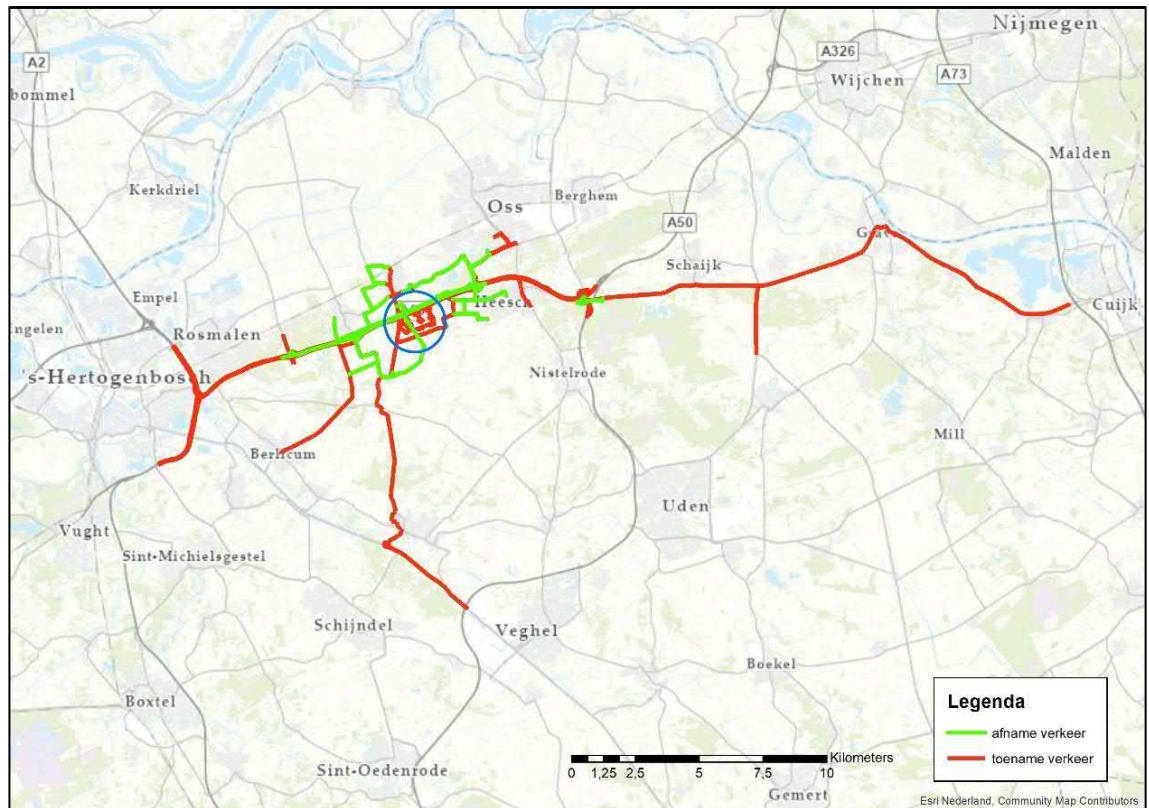 Nijmegen
A326
A2
Wijchen
A73
bommel
Malden
Kerkdriel
Berghem
Oss
A50
Schaijk
Empel
Heesch
Cuijk
ngelen
Rosmalen
's-Hertogenbosch
Nistelrode
Mill
Berlicum
Uden
Vught
Sint-Michielsgestel
Schijndel
Veghel
Boekel
Boxtel
Legenda
afname verkeer
toename verkeer
Kilometers
0 1,25 2,5 5 7,5 10
Sint-Oedenrode
Gemert
Esri Nederland, Community Map Contributors